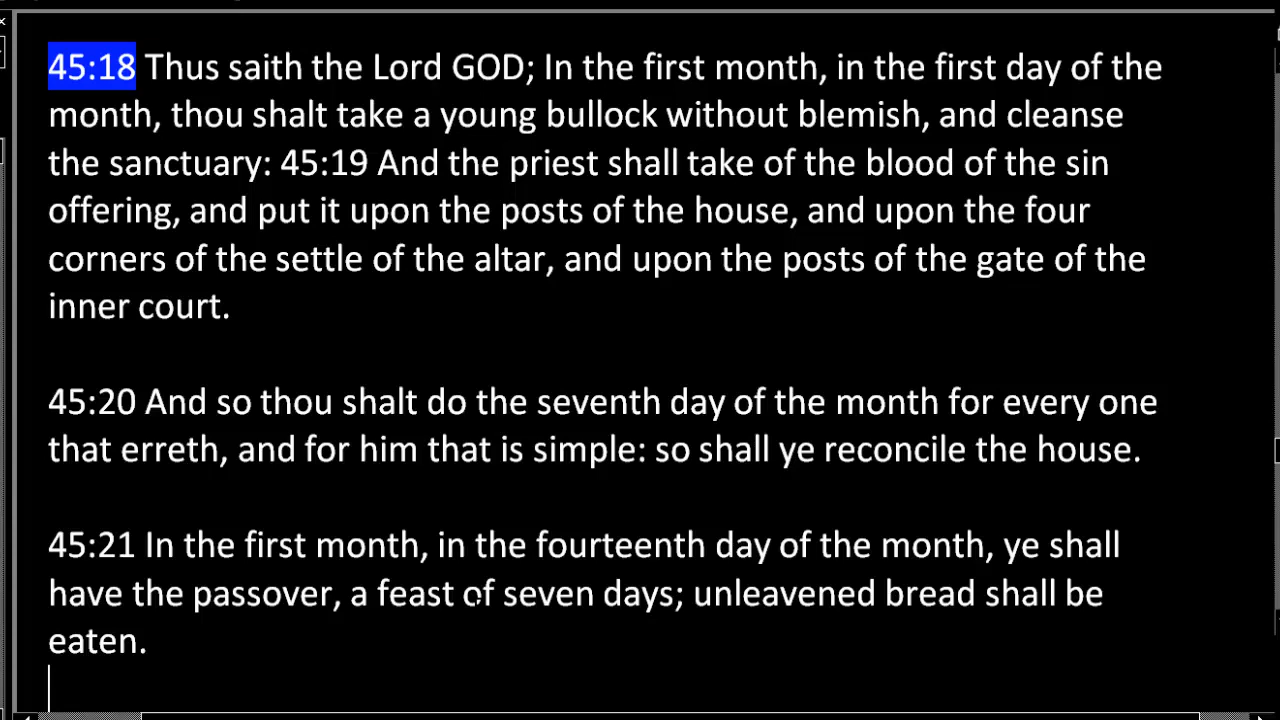 45:18 Thus saith the Lord GOD; In the first month, in the first day of the
month, thou shalt take a young bullock without blemish, and cleanse
the sanctuary: 45:19 And the priest shall take of the blood of the sin
offering, and put it upon the posts of the house, and upon the four
corners of the settle of the altar, and upon the posts of the gate of the
inner court.
45:20 And so thou shalt do the seventh day of the month for every one
that erreth, and for him that is simple: so shall ye reconcile the house.
45:21 In the first month, in the fourteenth day of the month, ye shall
have the passover, a feast of seven days; unleavened bread shall be
eaten.